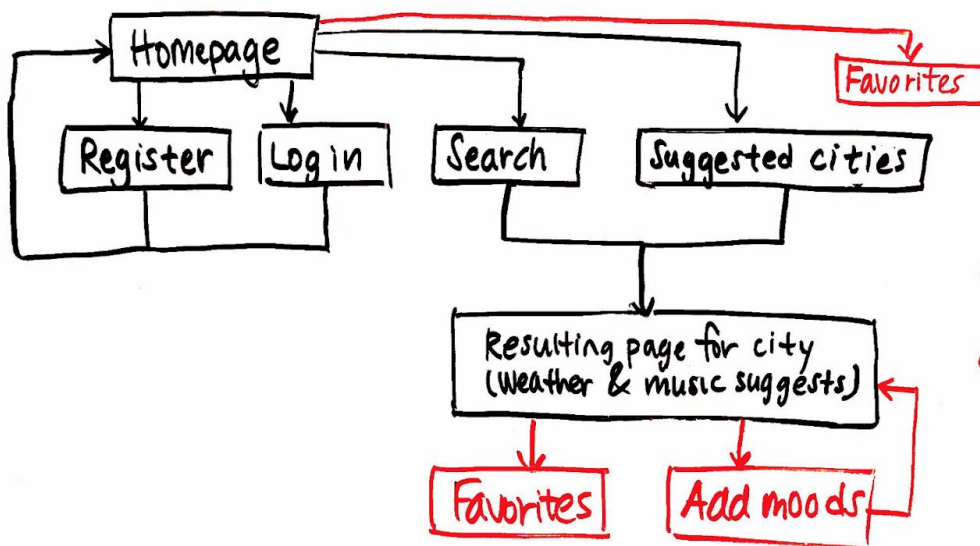 Homepage
Favorites
Register
Log in
Search
Suggested cities
Resulting page for city
(Weather & music suggests)
Favorites
Add moods